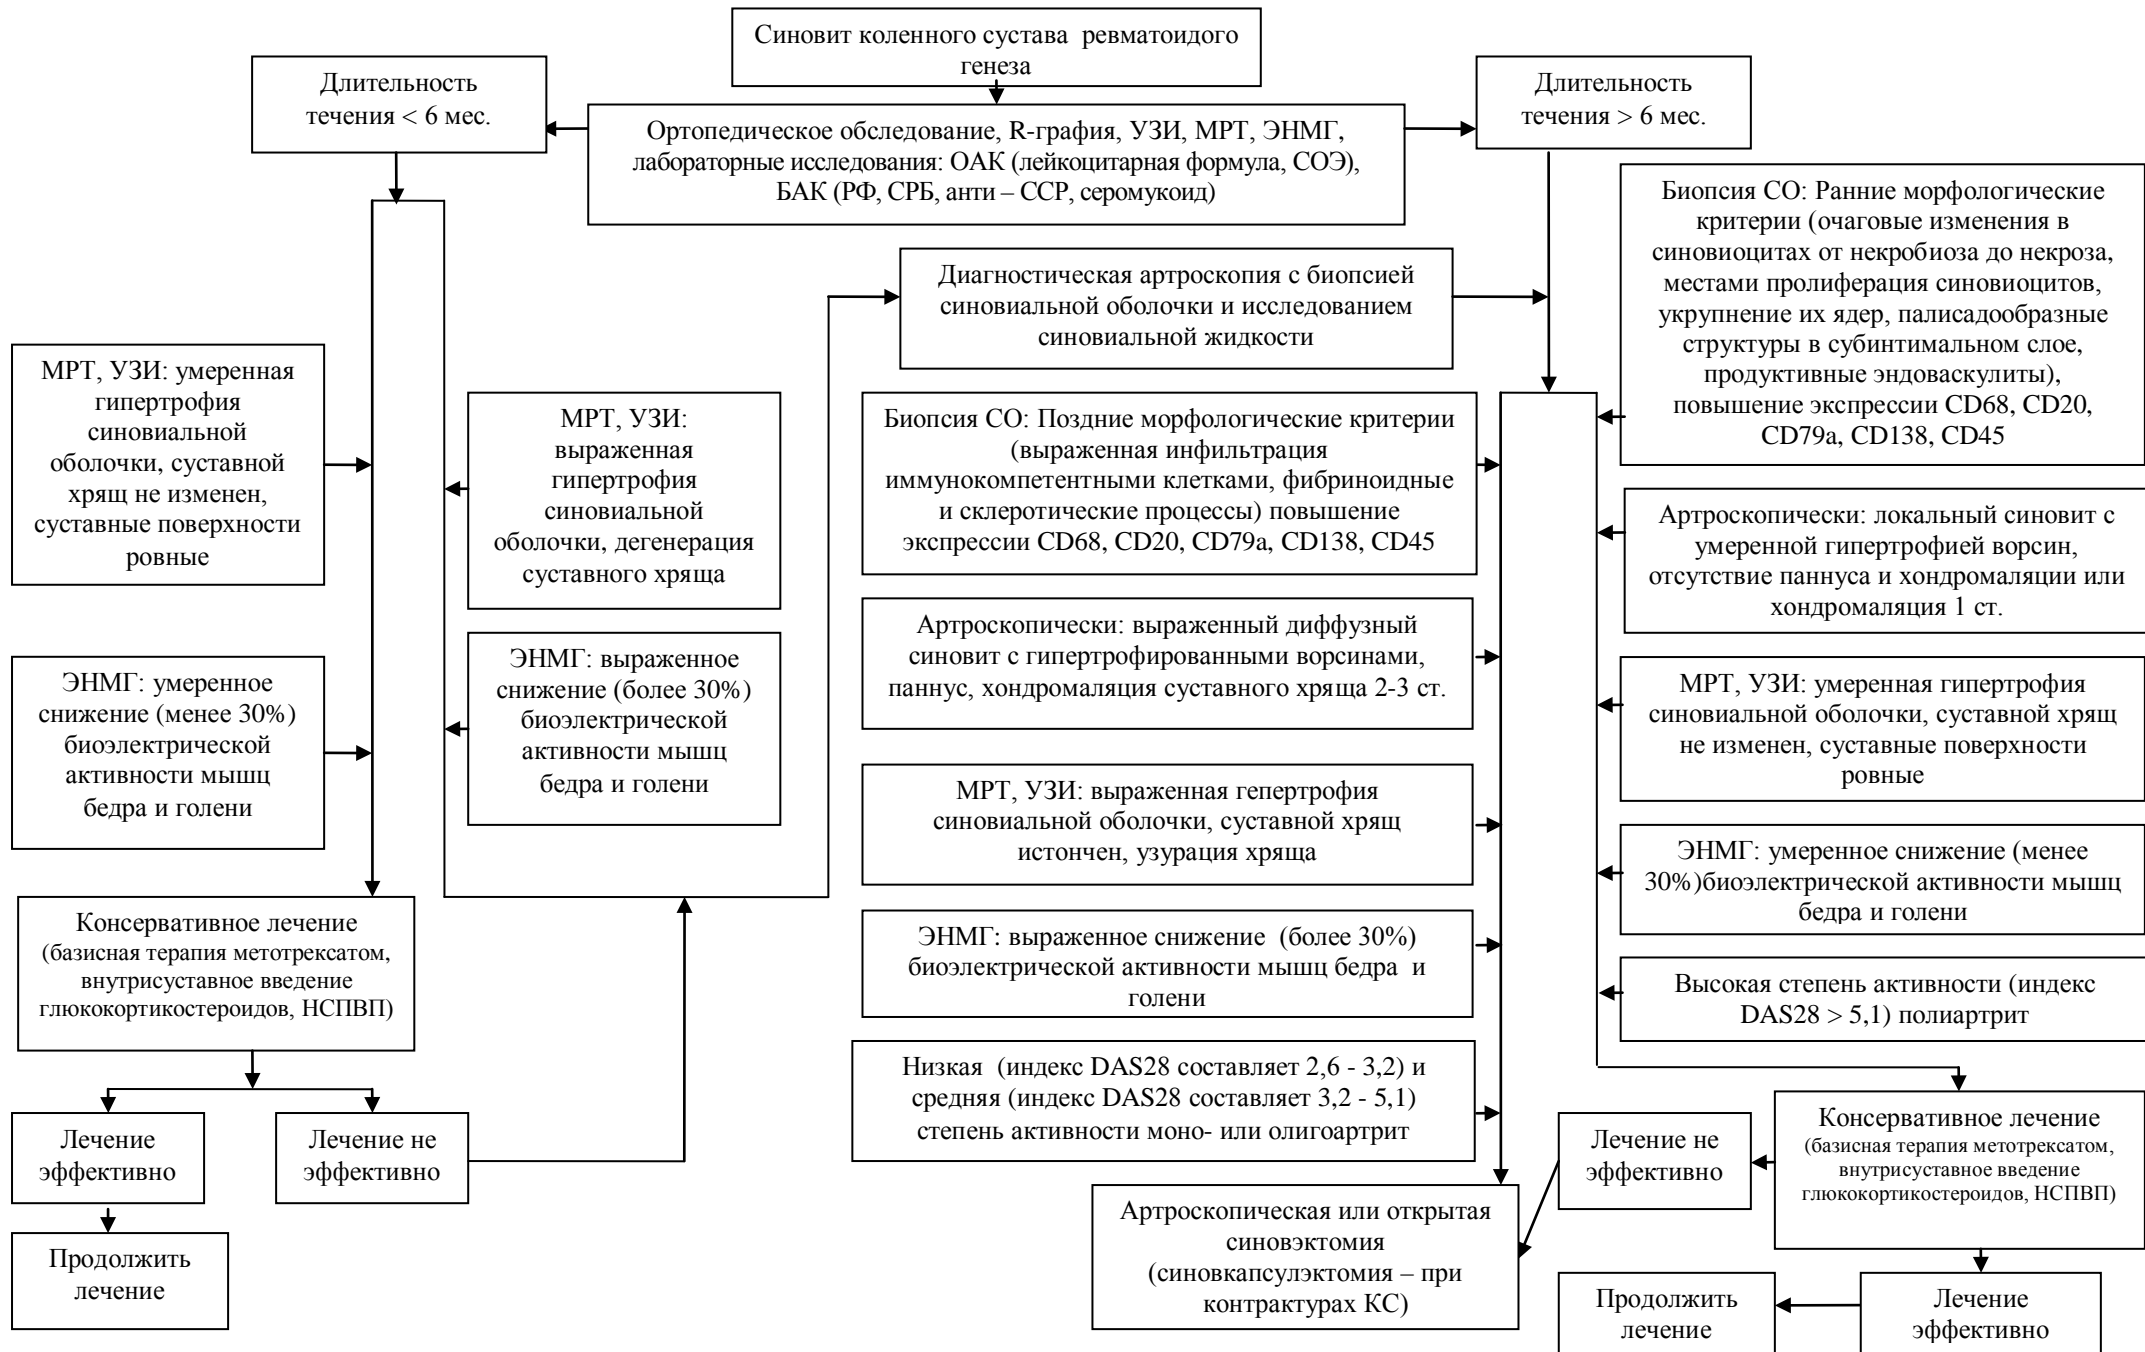 Синовит коленного сустава ревматоидого
генеза
Длительность
течения < 6 мес.
Длительность
течения > 6 мес.
Ортопедическое обследование, R-графия, УЗИ, МРТ, ЭНМГ,
лабораторные исследования: ОАК (лейкоцитарная формула, СОЭ),
БАК (РФ, СРБ, анти – ССР, серомукоид)
Диагностическая артроскопия с биопсией
синовиальной оболочки и исследованием
синовиальной жидкости
МРТ, УЗИ: умеренная
гипертрофия
синовиальной
оболочки, суставной
хрящ не изменен,
суставные поверхности
ровные
ЭНМГ: умеренное
снижение (менее 30%)
биоэлектрической
активности мышц
бедра и голени
МРТ, УЗИ:
выраженная
гипертрофия
синовиальной
оболочки, дегенерация
суставного хряща
ЭНМГ: выраженное
снижение (более 30%)
биоэлектрической
активности мышц
бедра и голени
Консервативное лечение
(базисная терапия метотрексатом,
внутрисуставное введение
глюкокортикостероидов, НСПВП)
Лечение
эффективно
Лечение не
эффективно
Продолжить
лечение
Биопсия СО: Поздние морфологические критерии
(выраженная инфильтрация
иммунокомпетентными клетками, фибриноидные
и склеротические процессы) повышение
экспрессии CD68, CD20, CD79a, CD138, CD45
Артроскопически: выраженный диффузный
синовит с гипертрофированными ворсинами,
паннус, хондромаляция суставного хряща 2-3 ст.
МРТ, УЗИ: выраженная гепертрофия
синовиальной оболочки, суставной хрящ
истончен, узурация хряща
ЭНМГ: выраженное снижение (более 30%)
биоэлектрической активности мышц бедра и
голени
Низкая (индекс DAS28 составляет 2,6 - 3,2) и
средняя (индекс DAS28 составляет 3,2 - 5,1)
степень активности моно- или олигоартрит
Артроскопическая или открытая
синовэктомия
(синовкапсулэктомия – при
контрактурах КС)
Биопсия СО: Ранние морфологические
критерии (очаговые изменения в
синовиоцитах от некробиоза до некроза,
местами пролиферация синовиоцитов,
укрупнение их ядер, палисадообразные
структуры в субинтимальном слое,
продуктивные эндоваскулиты),
повышение экспрессии CD68, CD20,
CD79a, CD138, CD45
Артроскопически: локальный синовит с
умеренной гипертрофией ворсин,
отсутствие паннуса и хондромаляции или
хондромаляция 1 ст.
МРТ, УЗИ: умеренная гипертрофия
синовиальной оболочки, суставной хрящ
не изменен, суставные поверхности
ровные
ЭНМГ: умеренное снижение (менее
30%)биоэлектрической активности мышц
бедра и голени
Высокая степень активности (индекс
DAS28 > 5,1) полиартрит
Консервативное лечение
(базисная терапия метотрексатом,
внутрисуставное введение
глюкокортикостероидов, НСПВП)
Лечение не
эффективно
Лечение
эффективно
Продолжить
лечение